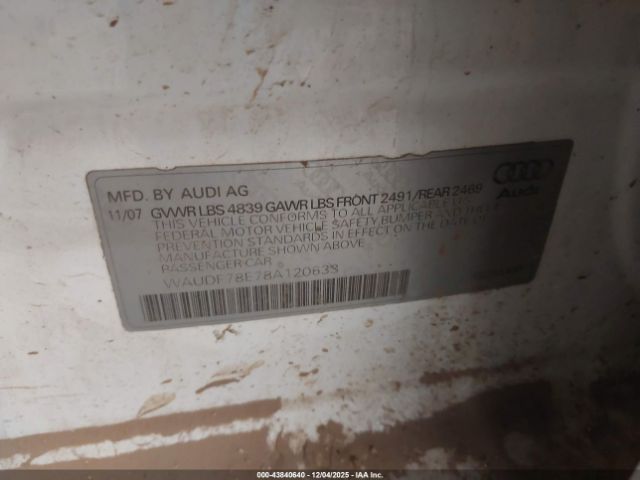 MFD. BY AUDI AG
11/07 GVWR LBS 4839 GAWR LBS FRONT 2491/REAR 2469
THIS VEHICLE CONFORMS TO ALL APPLICABLE US
FEDERAL MOTOR VEHICLE SAFETY, BUMPER AND THEFT
PREVENTION STANDARDS IN EFFECT ON THE DATE OF
MANUFACTURE SHOWN ABOVE
PASSENGER CAR
WAUDF78E78A120638
Audi
000-43840640 - 12/04/2025 - IAA Inc.